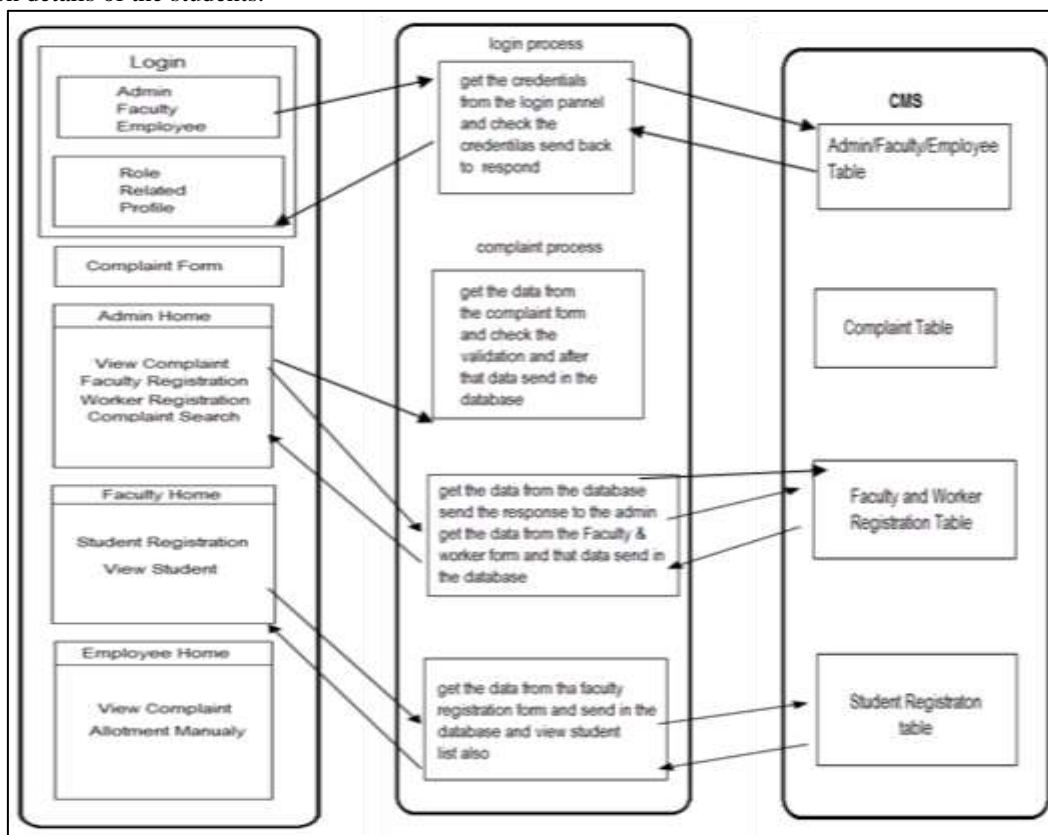 details of the students.
Login
Admin
Faculty
Employee
Role
Related
Profile
Complaint Form
Admin Home
View Complaint
Faculty Registration
Worker Registration
Complaint Search
Faculty Home
Student Registration
View Student
Employee Home
View Complaint
Allotment Manualy
login process
get the credentials
from the login pannel
and check the
credentilas send back
to respond
complaint process
get the data from
the complaint form
and check the
validation and after
that data send in the
database
get the data from the database
send the response to the admin
get the data from the Faculty &
worker form and that data send in
the database
get the data from tha faculty
registration form and send in the
database and view student
list also
CMS
Admin/Faculty/Employee
Table
Complaint Table
Faculty and Worker
Registration Table
Student Registraton
table